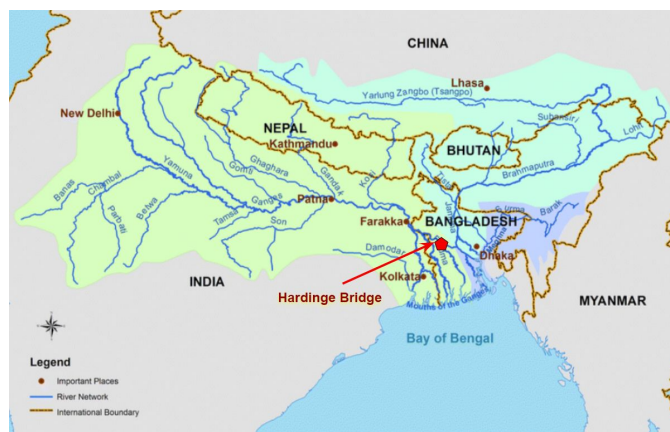 CHINA
Lhasa
Yarlung Zangbo (Tsangpo)
New Delhi
NEPAL
Subansiri
Lohit
Kathmandu
BHUTAN
Brahmaputra
Yamuna
Gomti
Ghaghara
Gandak
Kosi
Tista
Banas
Chambal
Parbati
Betwa
Ganges
Patna
Tamsa
Son
Farakka
BANGLADESH
Surma
Barak
Dhaka
Damodar
INDIA
Kolkata
Hardinge Bridge
Mouths of the Ganges
MYANMAR
Bay of Bengal
Legend
Important Places
River Network
International Boundary